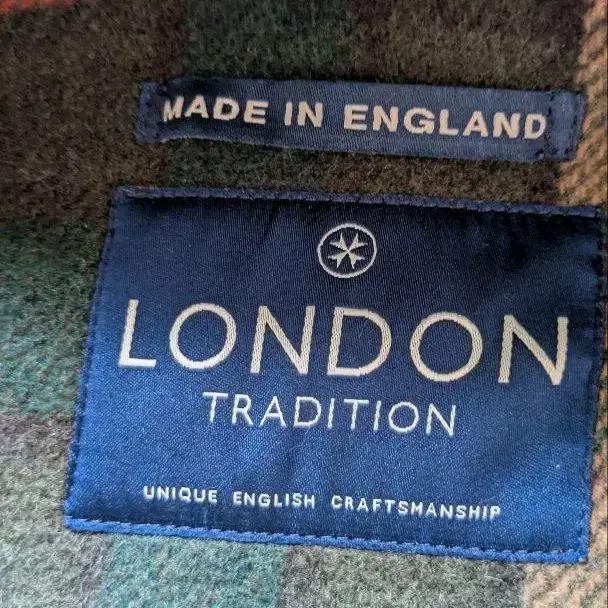 MADE IN ENGLAND
LONDON
TRADITION
UNIQUE ENGLISH CRAFTSMANSHIP